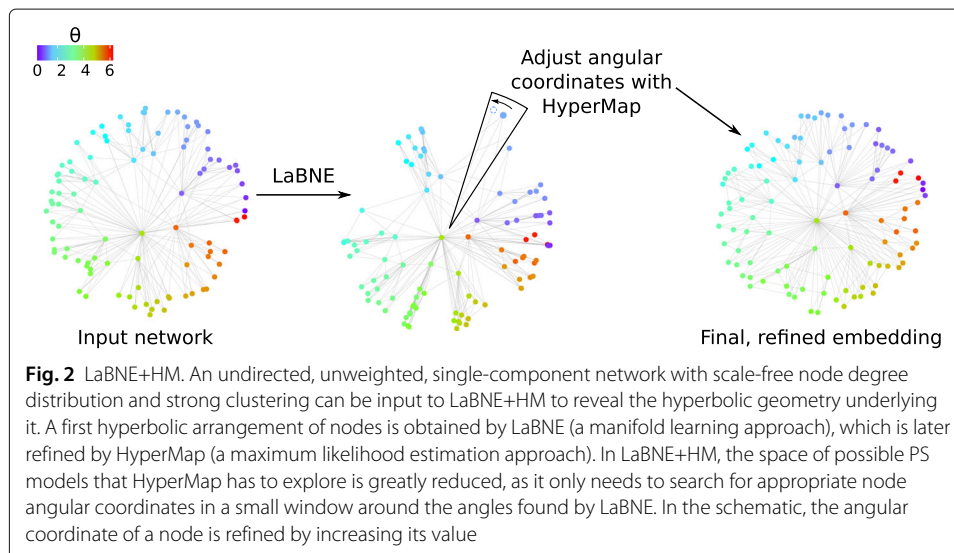 θ
0 2 4 6
Adjust angular
coordinates with
HyperMap
LaBNE
Input network
Final, refined embedding
Fig. 2 LaBNE+HM. An undirected, unweighted, single-component network with scale-free node degree
distribution and strong clustering can be input to LaBNE+HM to reveal the hyperbolic geometry underlying
it. A first hyperbolic arrangement of nodes is obtained by LaBNE (a manifold learning approach), which is later
refined by HyperMap (a maximum likelihood estimation approach). In LaBNE+HM, the space of possible PS
models that HyperMap has to explore is greatly reduced, as it only needs to search for appropriate node
angular coordinates in a small window around the angles found by LaBNE. In the schematic, the angular
coordinate of a node is refined by increasing its value